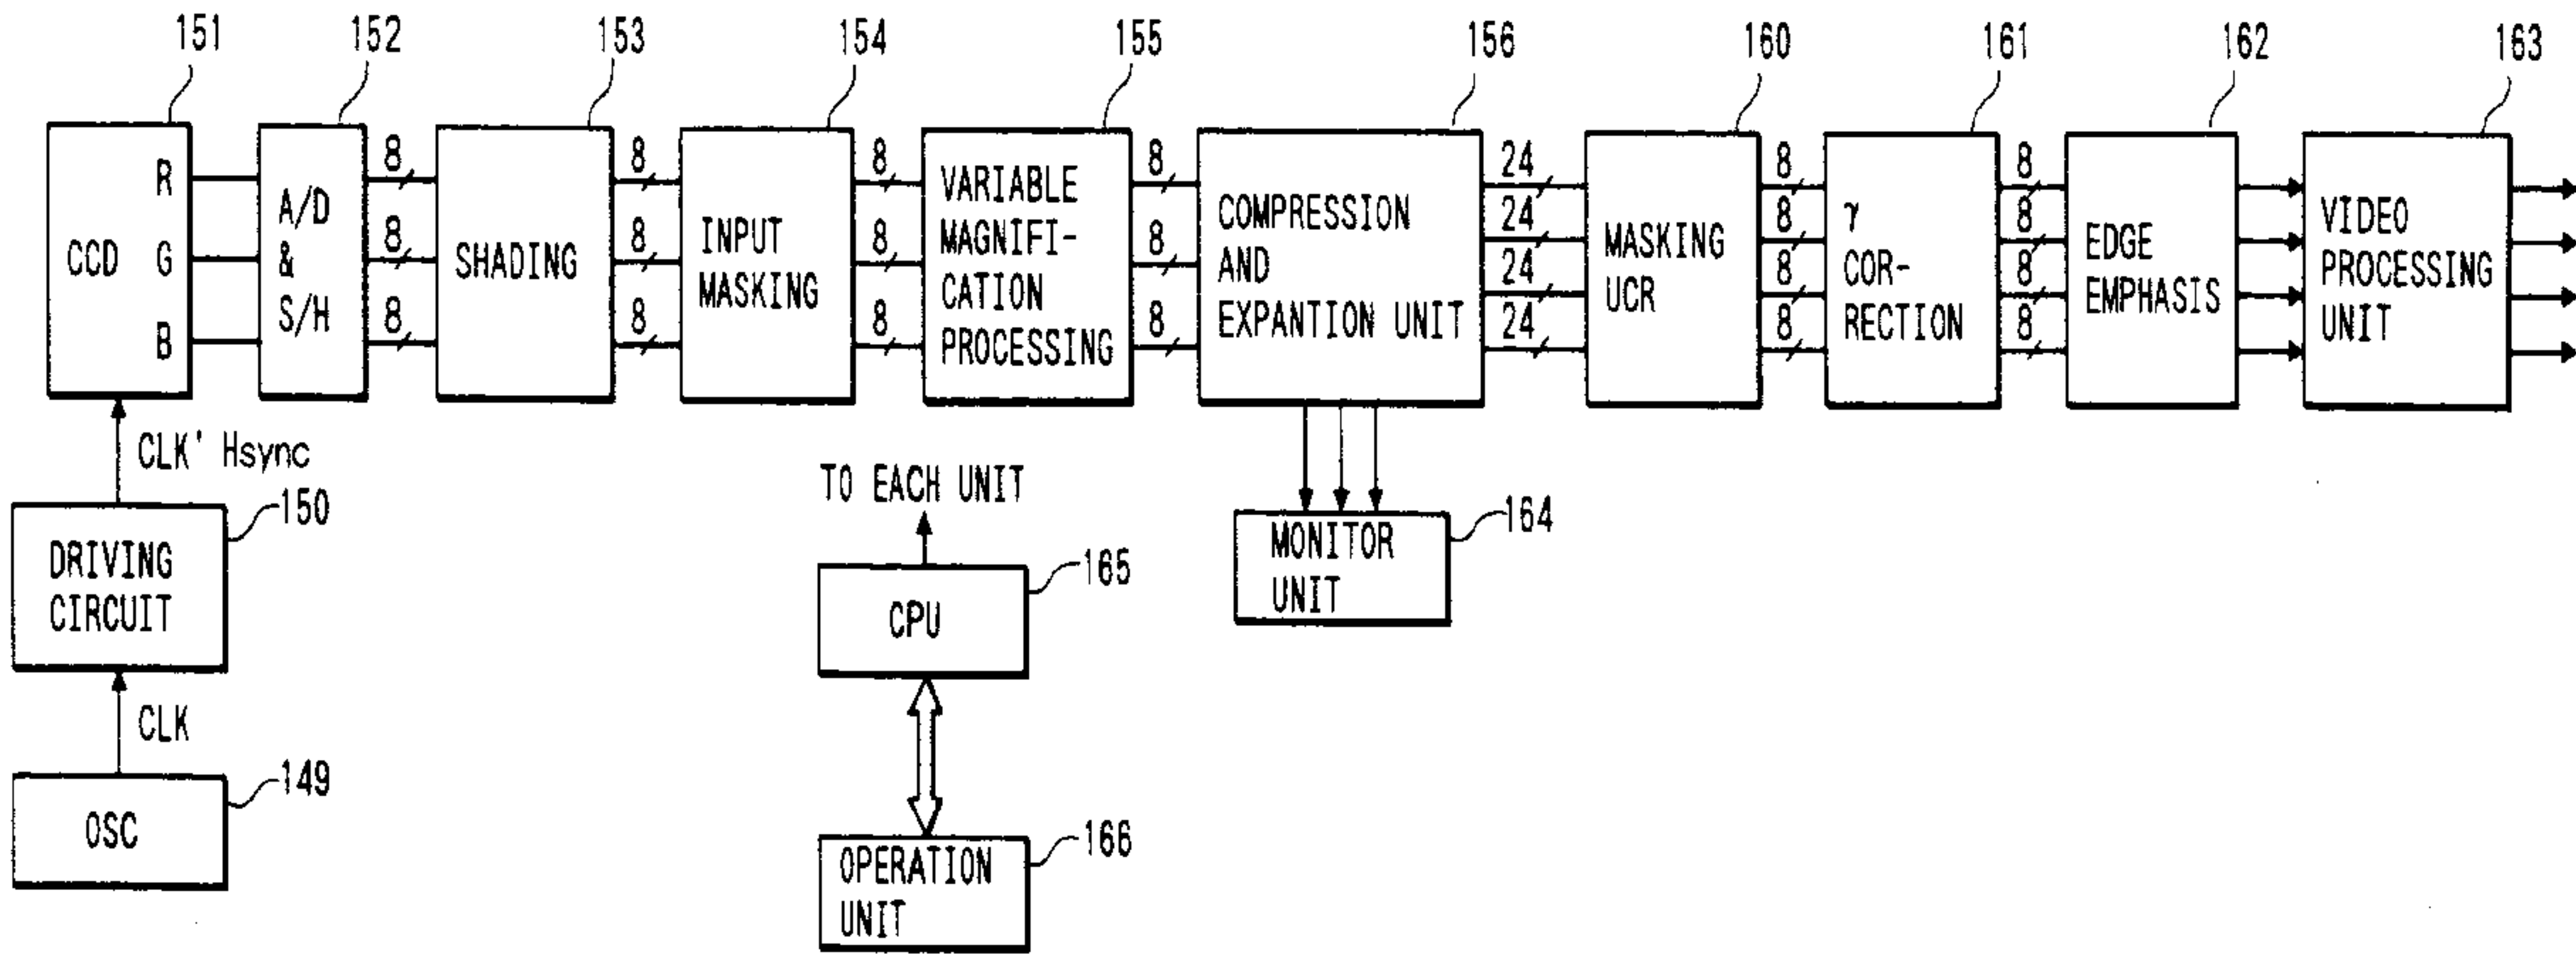 151
152
153
154
155
156
160
161
162
163
CCD
R
G
B
A/D
&
S/H
8
8
8
SHADING
8
8
8
INPUT
MASKING
8
8
8
VARIABLE
MAGNIFI-
CATION
PROCESSING
8
8
8
COMPRESSION
AND
EXPANTION UNIT
24
24
24
24
MASKING
UCR
8
8
8
8
γ
COR-
RECTION
8
8
8
8
EDGE
EMPHASIS
VIDEO
PROCESSING
UNIT
CLK' Hsync
150
DRIVING
CIRCUIT
CLK
149
OSC
TO EACH UNIT
165
CPU
166
OPERATION
UNIT
164
MONITOR
UNIT